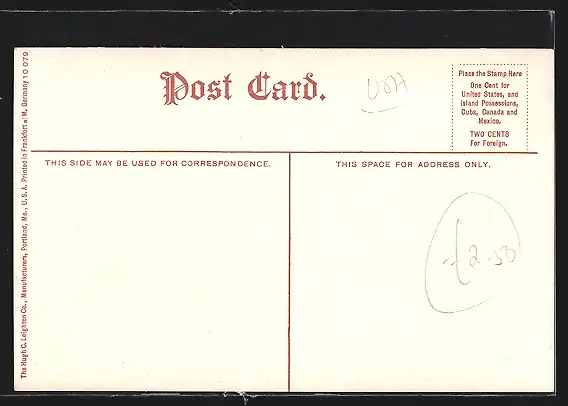 Post Card.
Place the Stamp Here
One Cent for
United States, and
Island Possessions,
Cuba, Canada and
Mexico.
TWO CENTS
For Foreign.
THIS SIDE MAY BE USED FOR CORRESPONDENCE.
THIS SPACE FOR ADDRESS ONLY.
£2.50
The Hugh C. Leighton Co., Manufacturers, Portland, Me., U.S.A. Printed in Frankfort a/M. Germany 10079